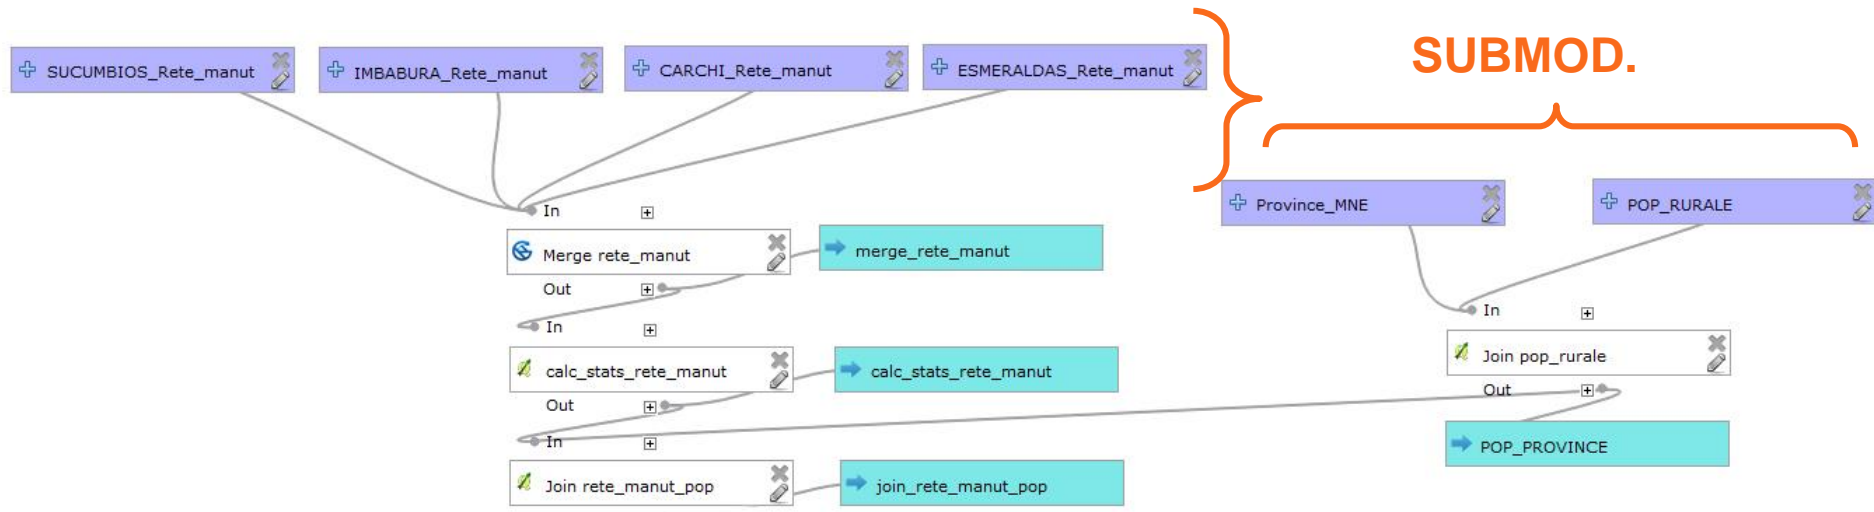 SUBMOD.
SUCUMBIOS_Rete_manut
IMBABURA_Rete_manut
CARCHI_Rete_manut
ESMERALDAS_Rete_manut
Province_MNE
POP_RURALE
In
Merge rete_manut
merge_rete_manut
Out
In
Join pop_rurale
Out
In
calc_stats_rete_manut
calc_stats_rete_manut
Out
In
POP_PROVINCE
Join rete_manut_pop
join_rete_manut_pop